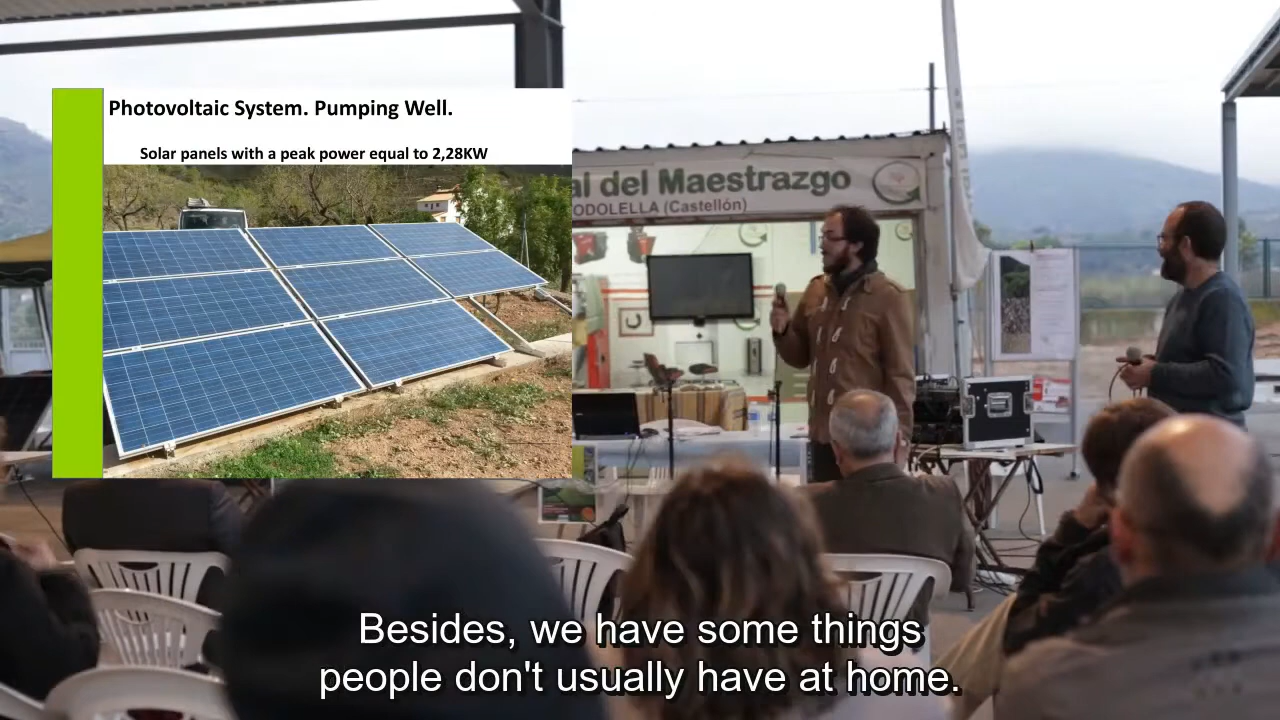 Photovoltaic System. Pumping Well.
Solar panels with a peak power equal to 2,28KW
al del Maestrazgo
ODOLELLA (Castellón)
Besides, we have some things
people don't usually have at home.